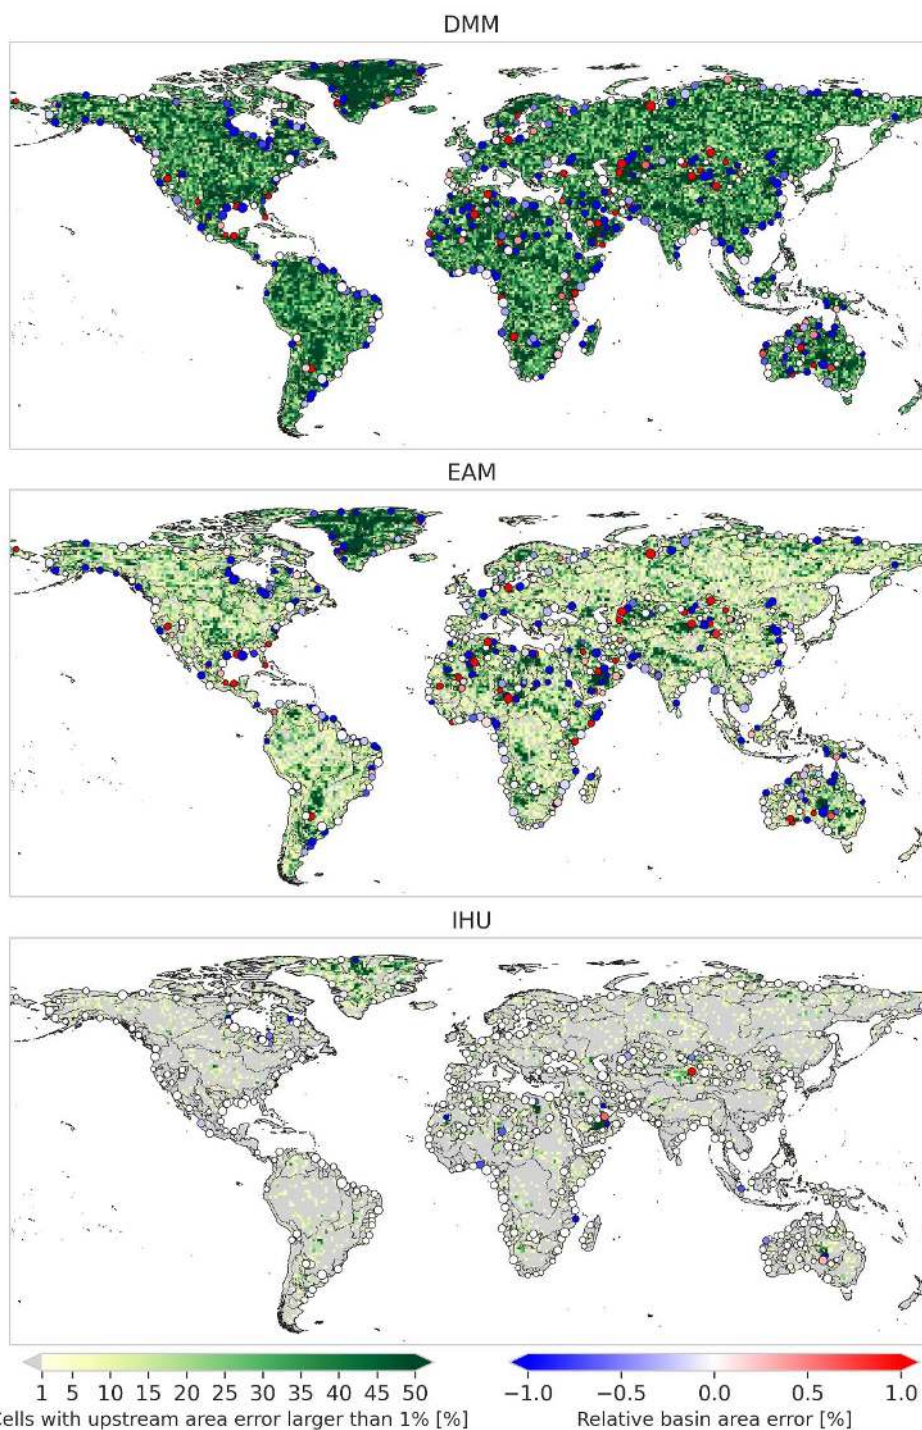 DMM
EAM
IHU
1 5 10 15 20 25 30 35 40 45 50
−1.0 −0.5 0.0 0.5 1.0
ells with upstream area error larger than 1% [%]
Relative basin area error [%]